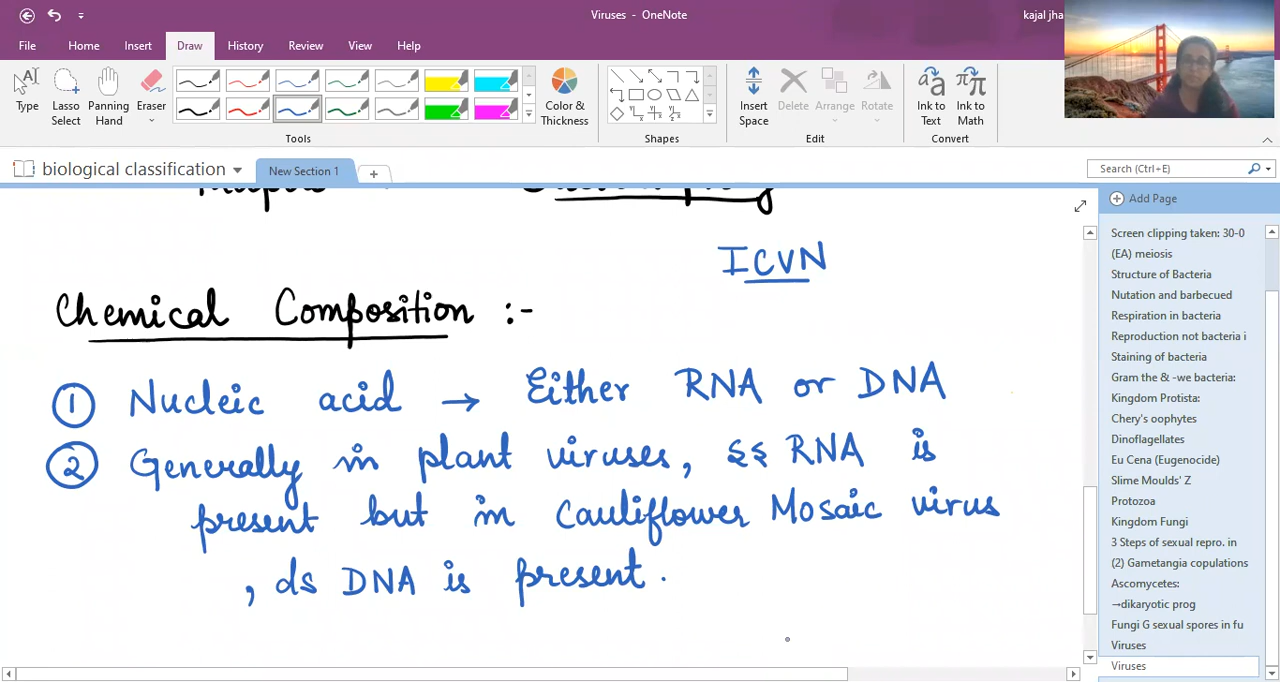 Viruses - OneNote
kajal jha
File Home Insert Draw History Review View Help
Type
Lasso Select
Panning Hand
Eraser
Color & Thickness
Insert Space
Delete
Arrange
Rotate
Ink to Text
Ink to Math
Tools
Shapes
Edit
Convert
biological classification
New Section 1
Search (Ctrl+E)
ICVN
Chemical Composition :-
① Nucleic acid → Either RNA or DNA
② Generally in plant viruses, ss RNA is
present but in Cauliflower Mosaic virus
, ds DNA is present.
Add Page
Screen clipping taken: 30-0
(EA) meiosis
Structure of Bacteria
Nutation and barbecued
Respiration in bacteria
Reproduction not bacteria i
Staining of bacteria
Gram the & -we bacteria:
Kingdom Protista:
Chery's oophytes
Dinoflagellates
Eu Cena (Eugenocide)
Slime Moulds' Z
Protozoa
Kingdom Fungi
3 Steps of sexual repro. in
(2) Gametangia copulations
Ascomycetes:
→dikaryotic prog
Fungi G sexual spores in fu
Viruses
Viruses